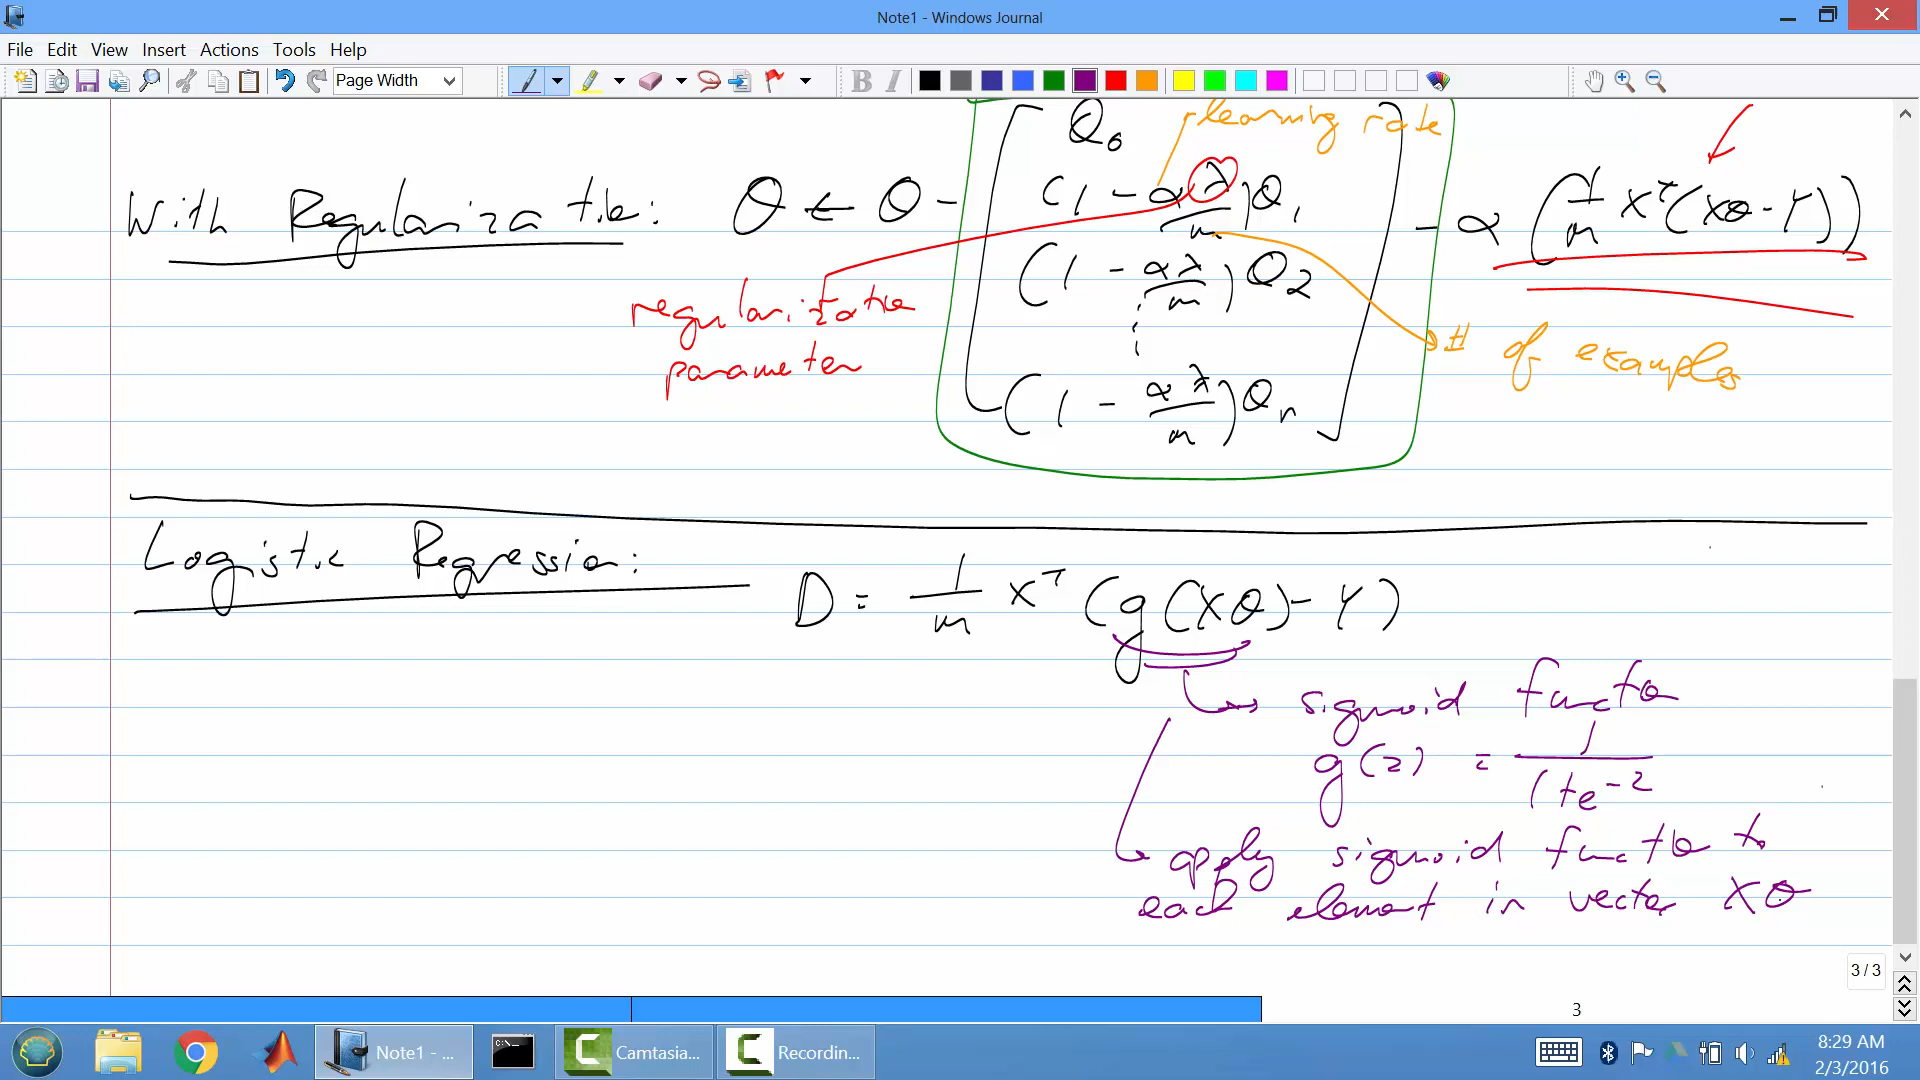 Note1 - Windows Journal
File Edit View Insert Actions Tools Help
Page Width
learning rate
With Regularization: θ ← θ - [ θ₀
(1 - αλ/m) θ₁
(1 - αλ/m) θ₂
⋮
(1 - αλ/m) θₙ ] - α (1/m Xᵀ(Xθ - Y))
regularization
parameter
# of examples
Logistic Regression:
D = 1/m Xᵀ (g(Xθ) - Y)
sigmoid function
g(z) = 1/(1+e^-z)
apply sigmoid function to
each element in vector Xθ
3 / 3
3
Note1 - ...
C:\_
Camtasia...
Recordin...
8:29 AM
2/3/2016